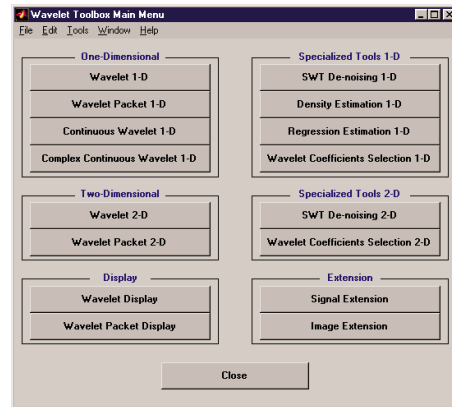 Wavelet Toolbox Main Menu
File Edit Tools Window Help
One-Dimensional
Wavelet 1-D
Wavelet Packet 1-D
Continuous Wavelet 1-D
Complex Continuous Wavelet 1-D
Specialized Tools 1-D
SWT De-noising 1-D
Density Estimation 1-D
Regression Estimation 1-D
Wavelet Coefficients Selection 1-D
Two-Dimensional
Wavelet 2-D
Wavelet Packet 2-D
Specialized Tools 2-D
SWT De-noising 2-D
Wavelet Coefficients Selection 2-D
Display
Wavelet Display
Wavelet Packet Display
Extension
Signal Extension
Image Extension
Close